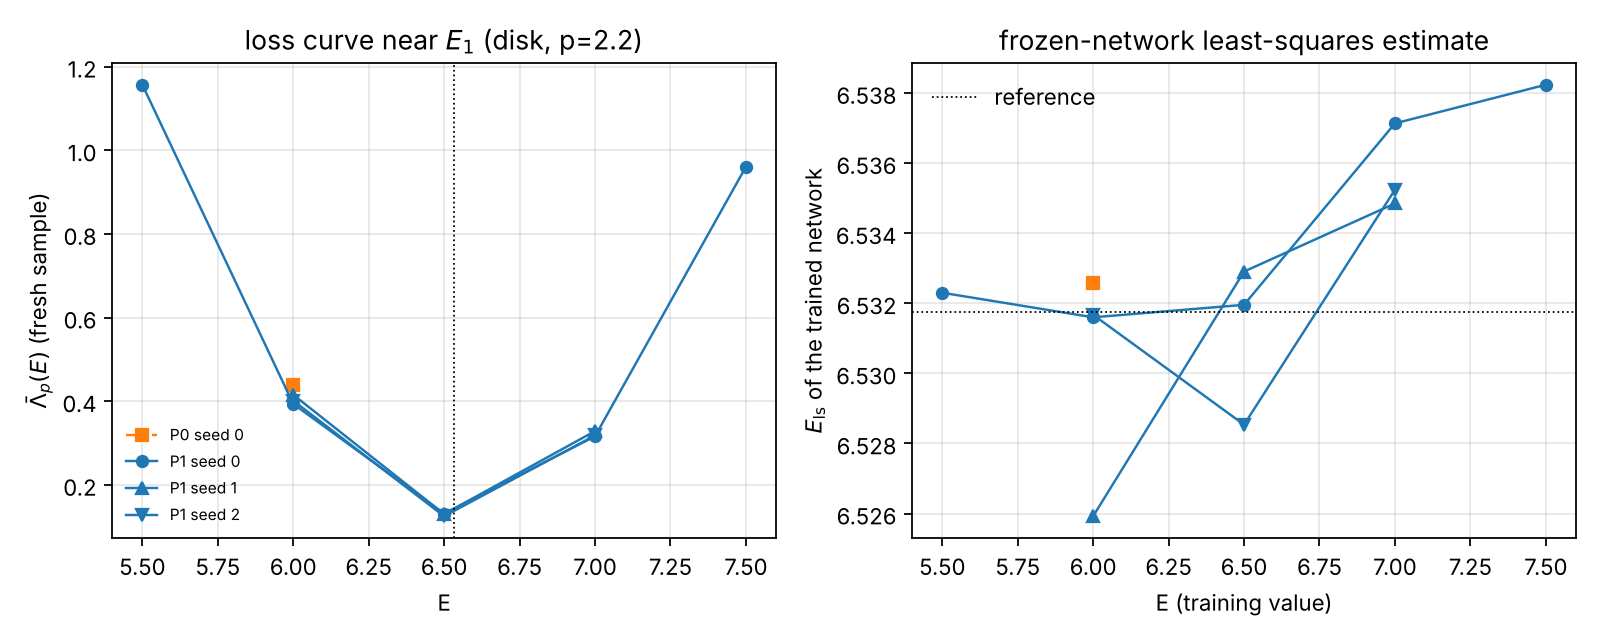 loss curve near E₁ (disk, p=2.2)
Λ̄ₚ(E) (fresh sample)
1.2
1.0
0.8
0.6
0.4
0.2
P0 seed 0
P1 seed 0
P1 seed 1
P1 seed 2
5.50 5.75 6.00 6.25 6.50 6.75 7.00 7.25 7.50
E
frozen-network least-squares estimate
E_ls of the trained network
6.538
6.536
6.534
6.532
6.530
6.528
6.526
reference
5.50 5.75 6.00 6.25 6.50 6.75 7.00 7.25 7.50
E (training value)